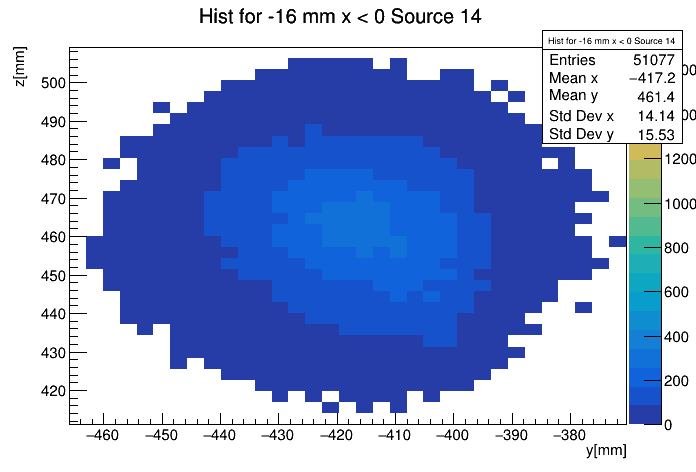 Hist for -16 mm x < 0 Source 14
z[mm]
Hist for -16 mm x < 0 Source 14
Entries 51077
Mean x −417.2
Mean y 461.4
Std Dev x 14.14
Std Dev y 15.53
500
490
480
470
460
450
440
430
420
−460 −450 −440 −430 −420 −410 −400 −390 −380
y[mm]
1200
1000
800
600
400
200
0